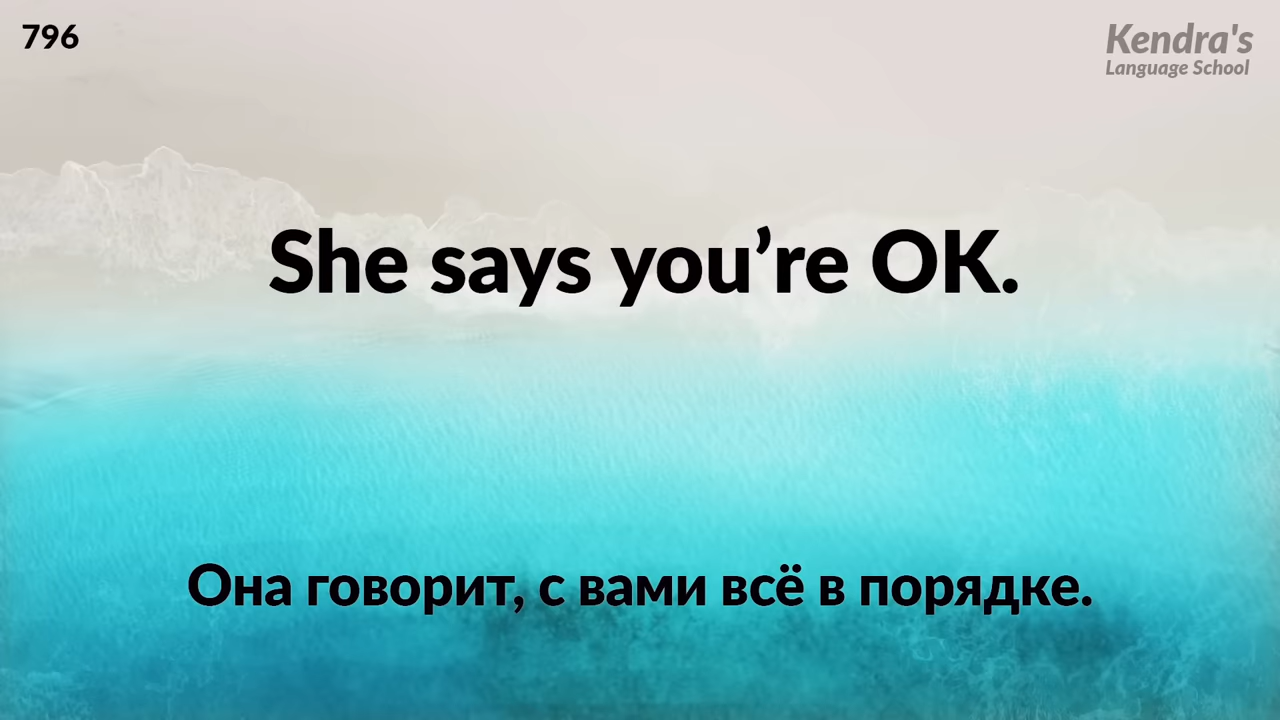 796
Kendra's
Language School
She says you’re OK.
Она говорит, с вами всё в порядке.